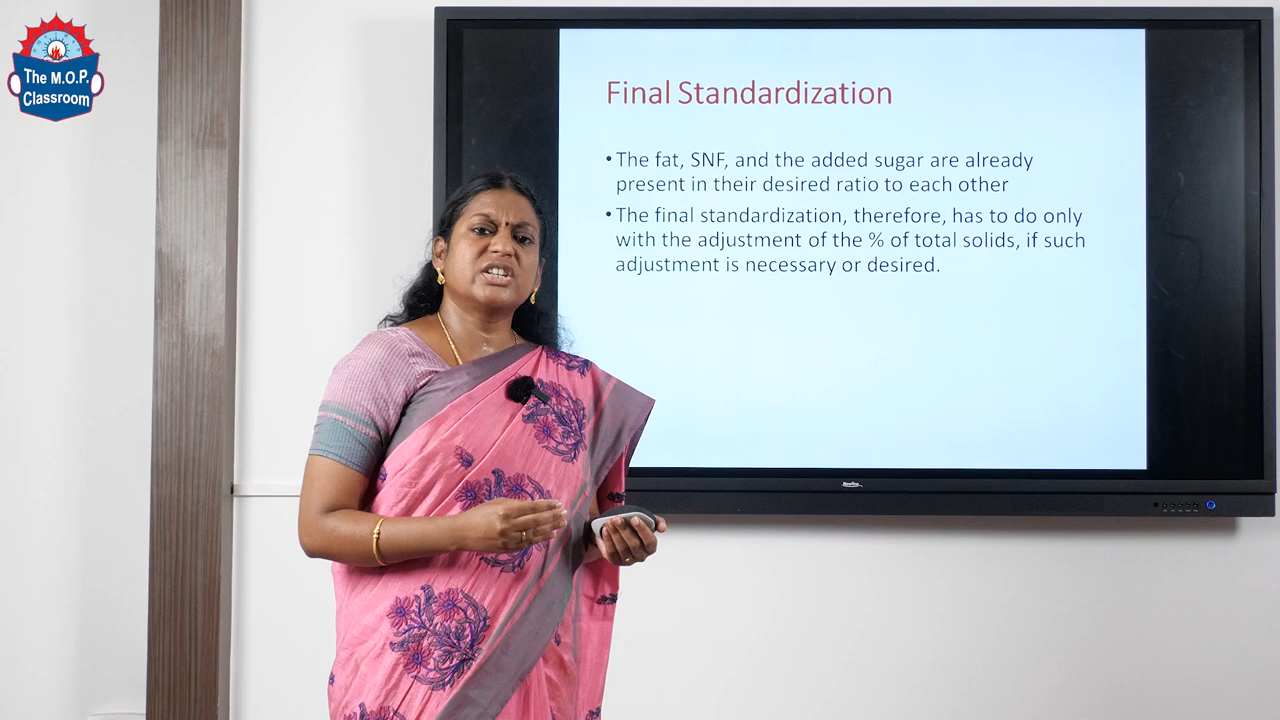 The M.O.P.
Classroom
Final Standardization
• The fat, SNF, and the added sugar are already
present in their desired ratio to each other
• The final standardization, therefore, has to do only
with the adjustment of the % of total solids, if such
adjustment is necessary or desired.